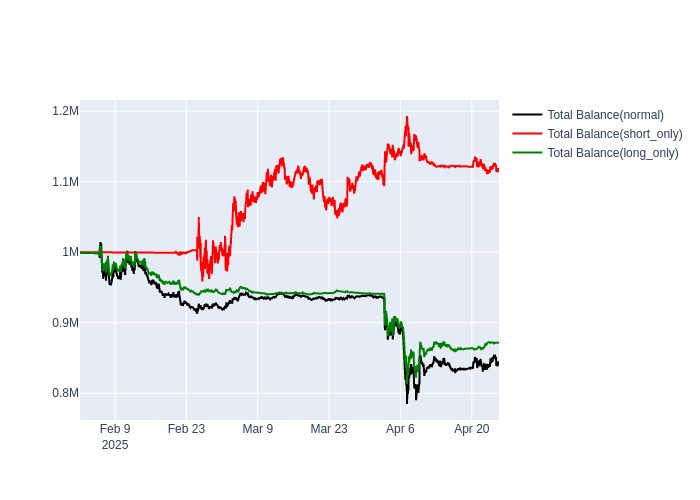 1.2M
1.1M
1M
0.9M
0.8M
Feb 9
2025
Feb 23
Mar 9
Mar 23
Apr 6
Apr 20
Total Balance(normal)
Total Balance(short_only)
Total Balance(long_only)